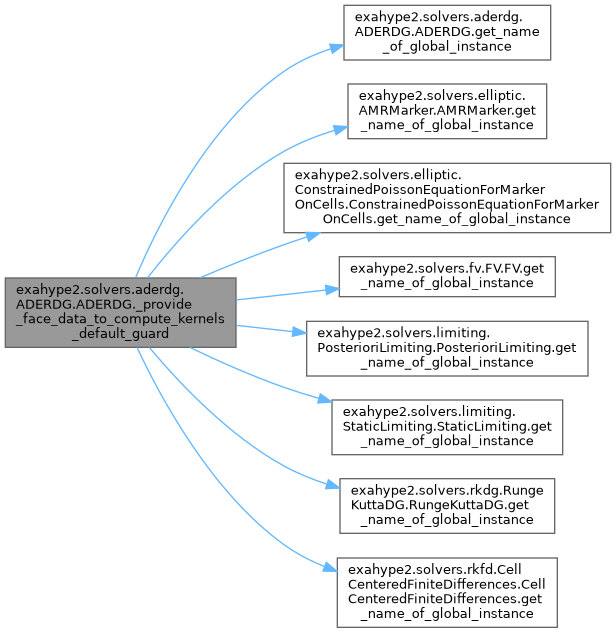 exahype2.solvers.aderdg.
ADERDG.ADERDG.get_name
_of_global_instance
exahype2.solvers.elliptic.
AMRMarker.AMRMarker.get
_name_of_global_instance
exahype2.solvers.elliptic.
ConstrainedPoissonEquationForMarker
OnCells.ConstrainedPoissonEquationForMarker
OnCells.get_name_of_global_instance
exahype2.solvers.fv.FV.FV.get
_name_of_global_instance
exahype2.solvers.aderdg.
ADERDG.ADERDG._provide
_face_data_to_compute_kernels
_default_guard
exahype2.solvers.limiting.
PosterioriLimiting.PosterioriLimiting.get
_name_of_global_instance
exahype2.solvers.limiting.
StaticLimiting.StaticLimiting.get
_name_of_global_instance
exahype2.solvers.rkdg.Runge
KuttaDG.RungeKuttaDG.get
_name_of_global_instance
exahype2.solvers.rkfd.Cell
CenteredFiniteDifferences.Cell
CenteredFiniteDifferences.get
_name_of_global_instance